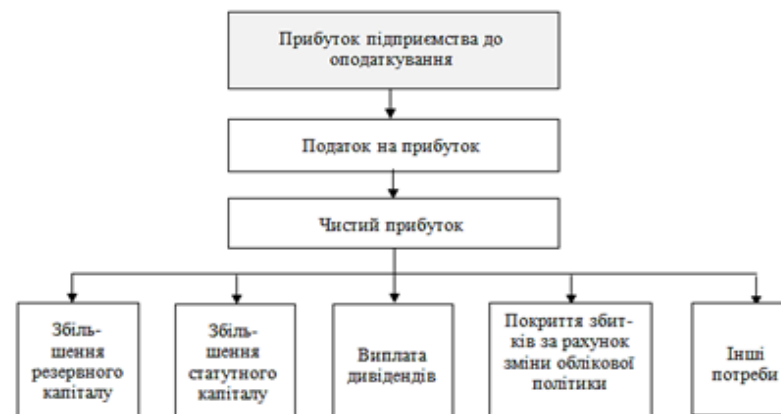 Прибуток підприємства до
оподаткування
Податок на прибуток
Чистий прибуток
Збіль-
шення
резервного
капіталу
Збіль-
шення
статутного
капіталу
Виплата
дивідендів
Покриття збит-
ків за рахунок
зміни облікової
політики
Інші
потреби